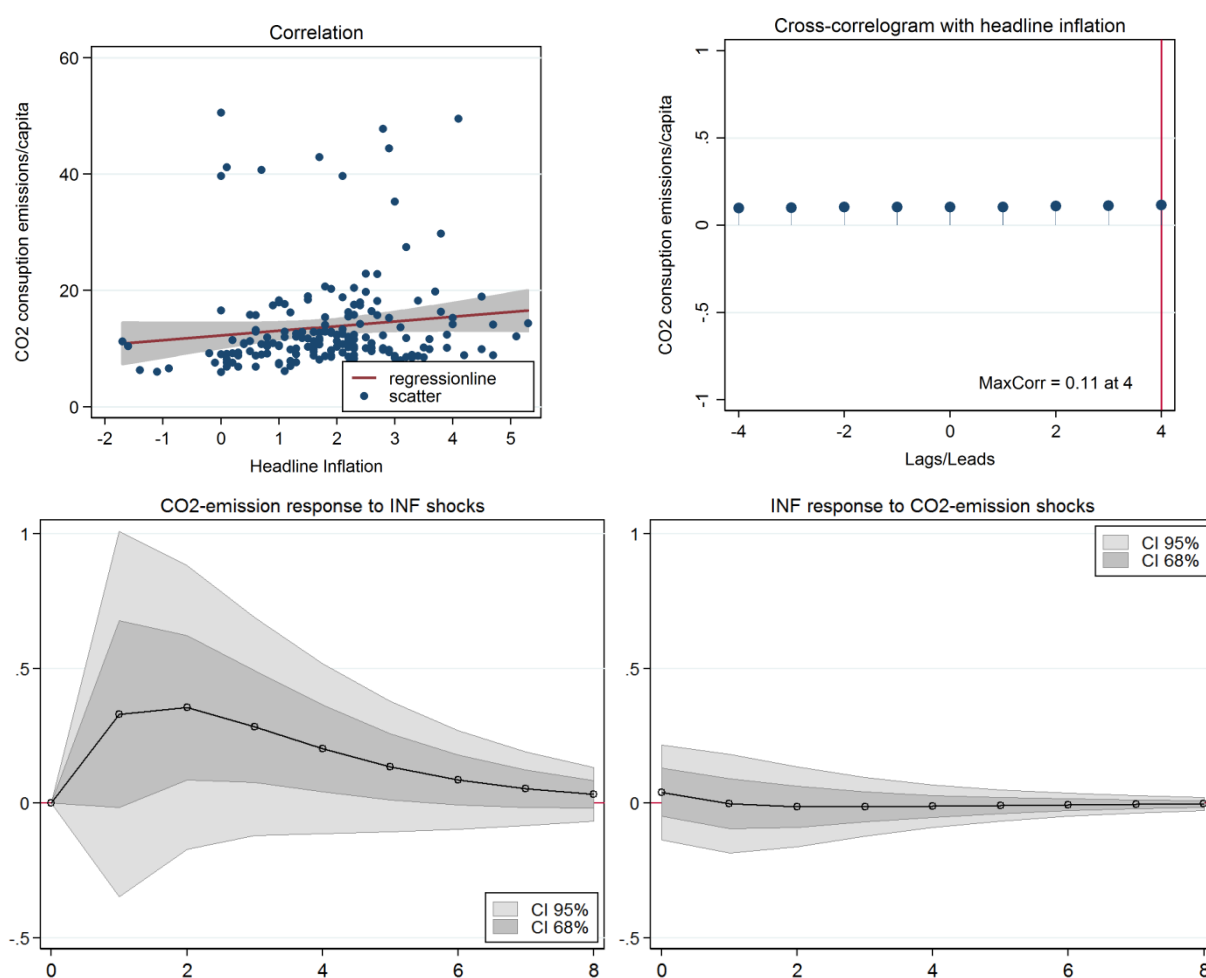 Correlation
CO2 consuption emissions/capita
60
40
20
0
-2 -1 0 1 2 3 4 5
Headline Inflation
regressionline
scatter
Cross-correlogram with headline inflation
CO2 consuption emissions/capita
1
.5
0
-.5
-1
MaxCorr = 0.11 at 4
-4 -2 0 2 4
Lags/Leads
CO2-emission response to INF shocks
1
.5
0
-.5
CI 95%
CI 68%
0 2 4 6 8
INF response to CO2-emission shocks
CI 95%
CI 68%
1
.5
0
-.5
0 2 4 6 8